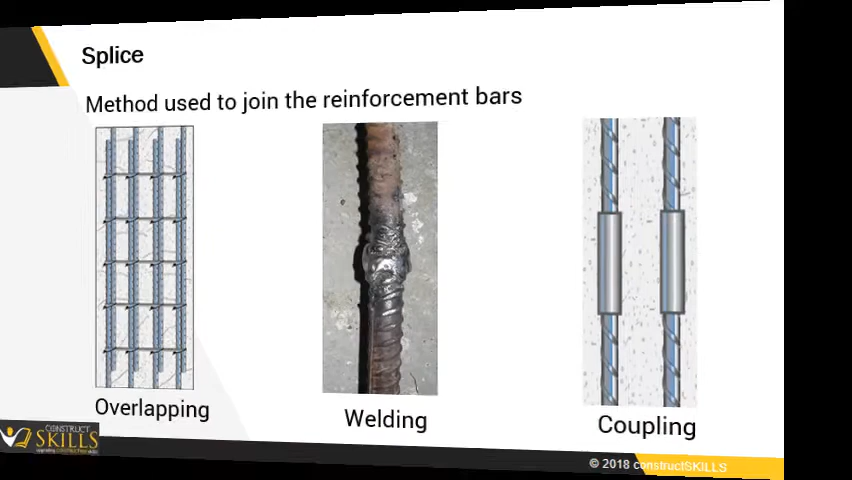 Splice
Method used to join the reinforcement bars
Overlapping
Welding
Coupling
CONSTRUCT
SKILLS
© 2018 constructSKILLS